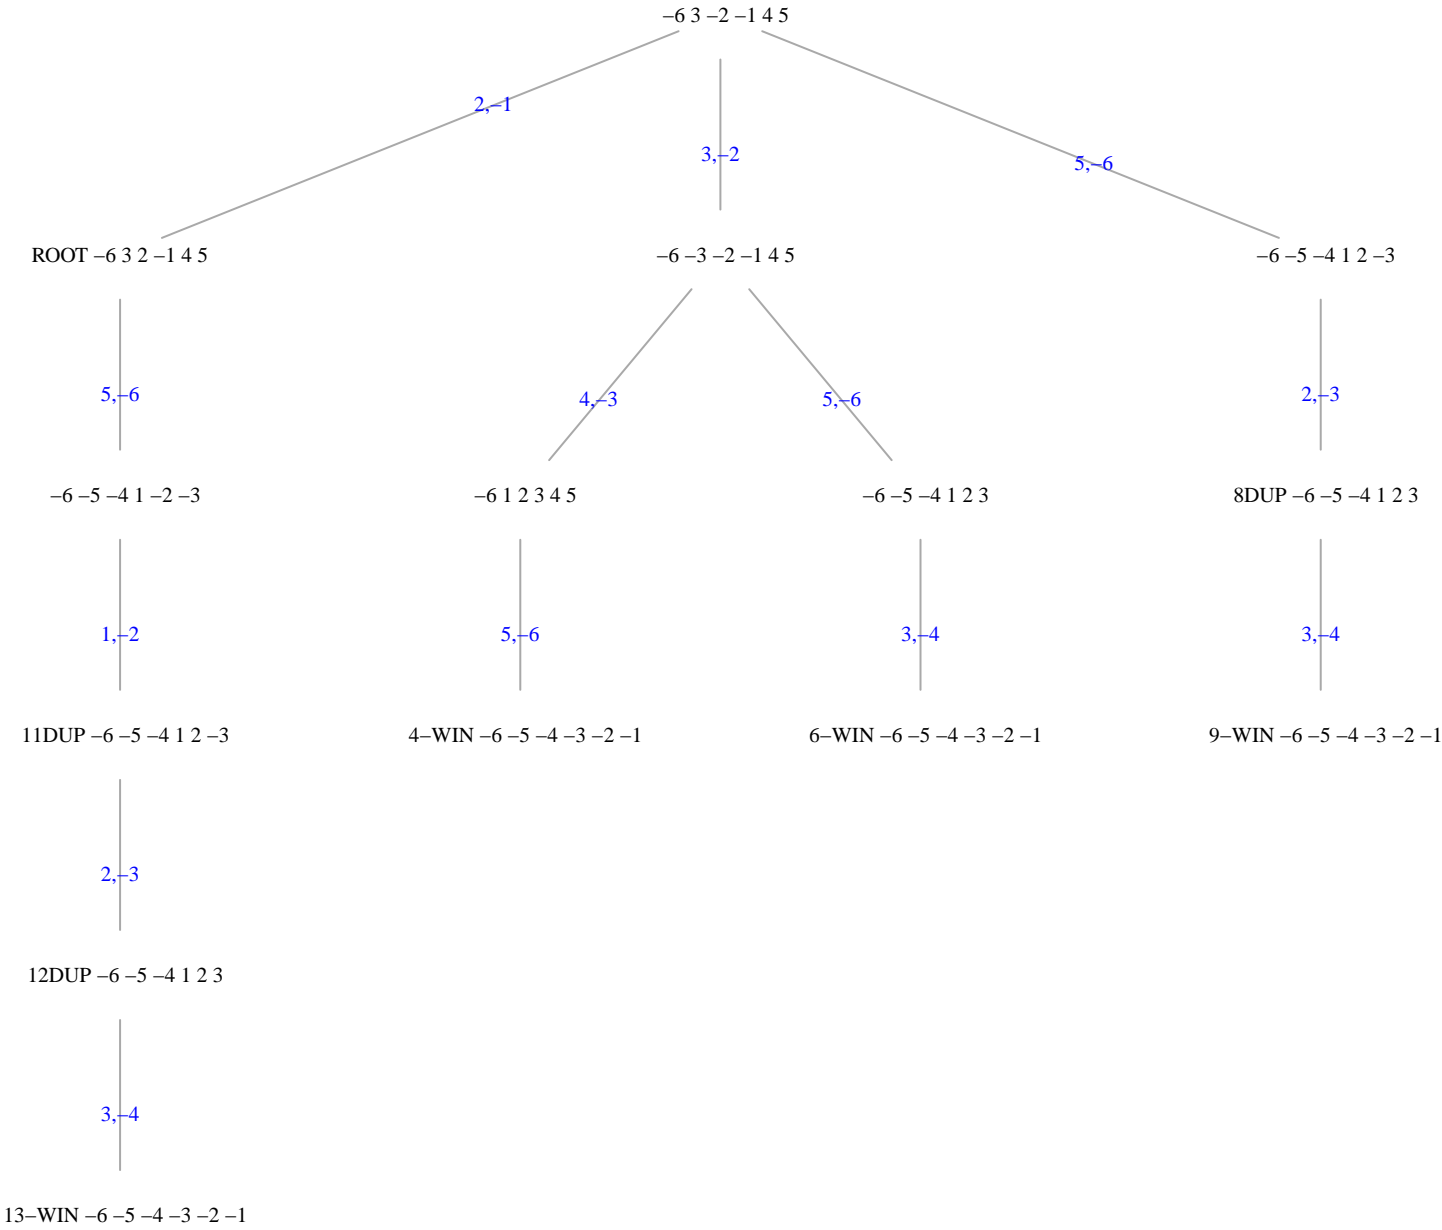 –6 3 –2 –1 4 5
2,–1
3,–2
5,–6
ROOT –6 3 2 –1 4 5
–6 –3 –2 –1 4 5
–6 –5 –4 1 2 –3
5,–6
4,–3
5,–6
2,–3
–6 –5 –4 1 –2 –3
–6 1 2 3 4 5
–6 –5 –4 1 2 3
8DUP –6 –5 –4 1 2 3
1,–2
5,–6
3,–4
3,–4
11DUP –6 –5 –4 1 2 –3
4–WIN –6 –5 –4 –3 –2 –1
6–WIN –6 –5 –4 –3 –2 –1
9–WIN –6 –5 –4 –3 –2 –1
2,–3
12DUP –6 –5 –4 1 2 3
3,–4
13–WIN –6 –5 –4 –3 –2 –1